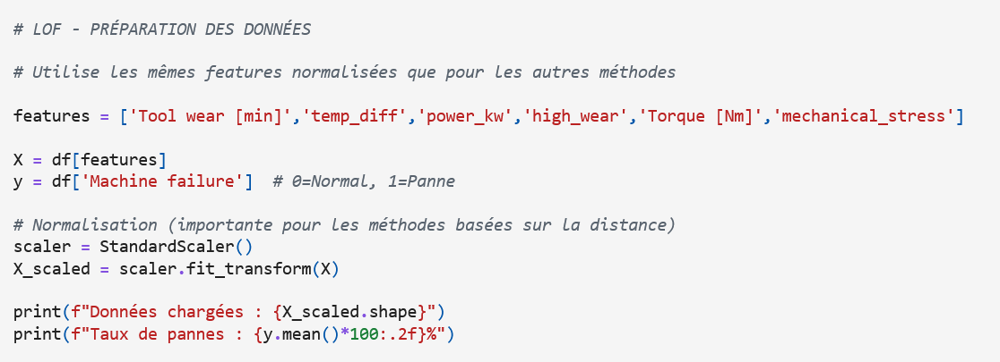 # LOF - PRÉPARATION DES DONNÉES
# Utilise les mêmes features normalisées que pour les autres méthodes
features = ['Tool wear [min]','temp_diff','power_kw','high_wear','Torque [Nm]','mechanical_stress']
X = df[features]
y = df['Machine failure']  # 0=Normal, 1=Panne
# Normalisation (importante pour les méthodes basées sur la distance)
scaler = StandardScaler()
X_scaled = scaler.fit_transform(X)
print(f"Données chargées : {X_scaled.shape}")
print(f"Taux de pannes : {y.mean()*100:.2f}%")